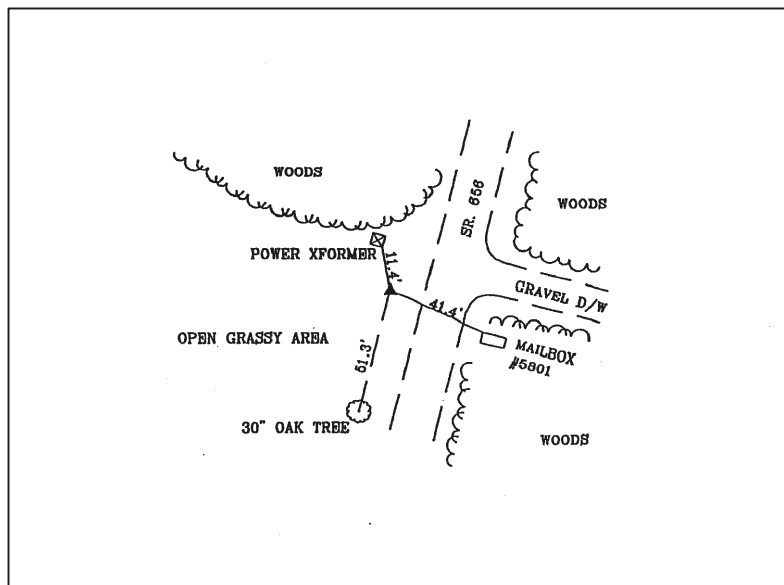 WOODS
SR. 656
WOODS
POWER XFORMER
11.4'
GRAVEL D/W
41.4'
OPEN GRASSY AREA
51.3'
MAILBOX
#5801
30" OAK TREE
WOODS